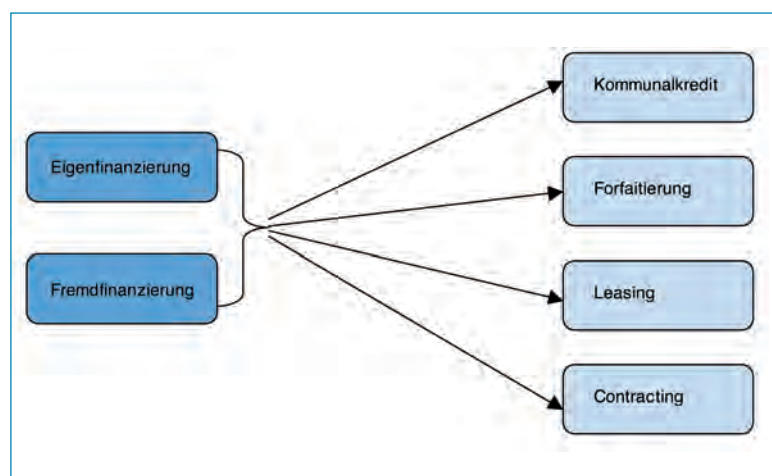 Eigenfinanzierung
Fremdfinanzierung
Kommunalkredit
Forfaitierung
Leasing
Contracting